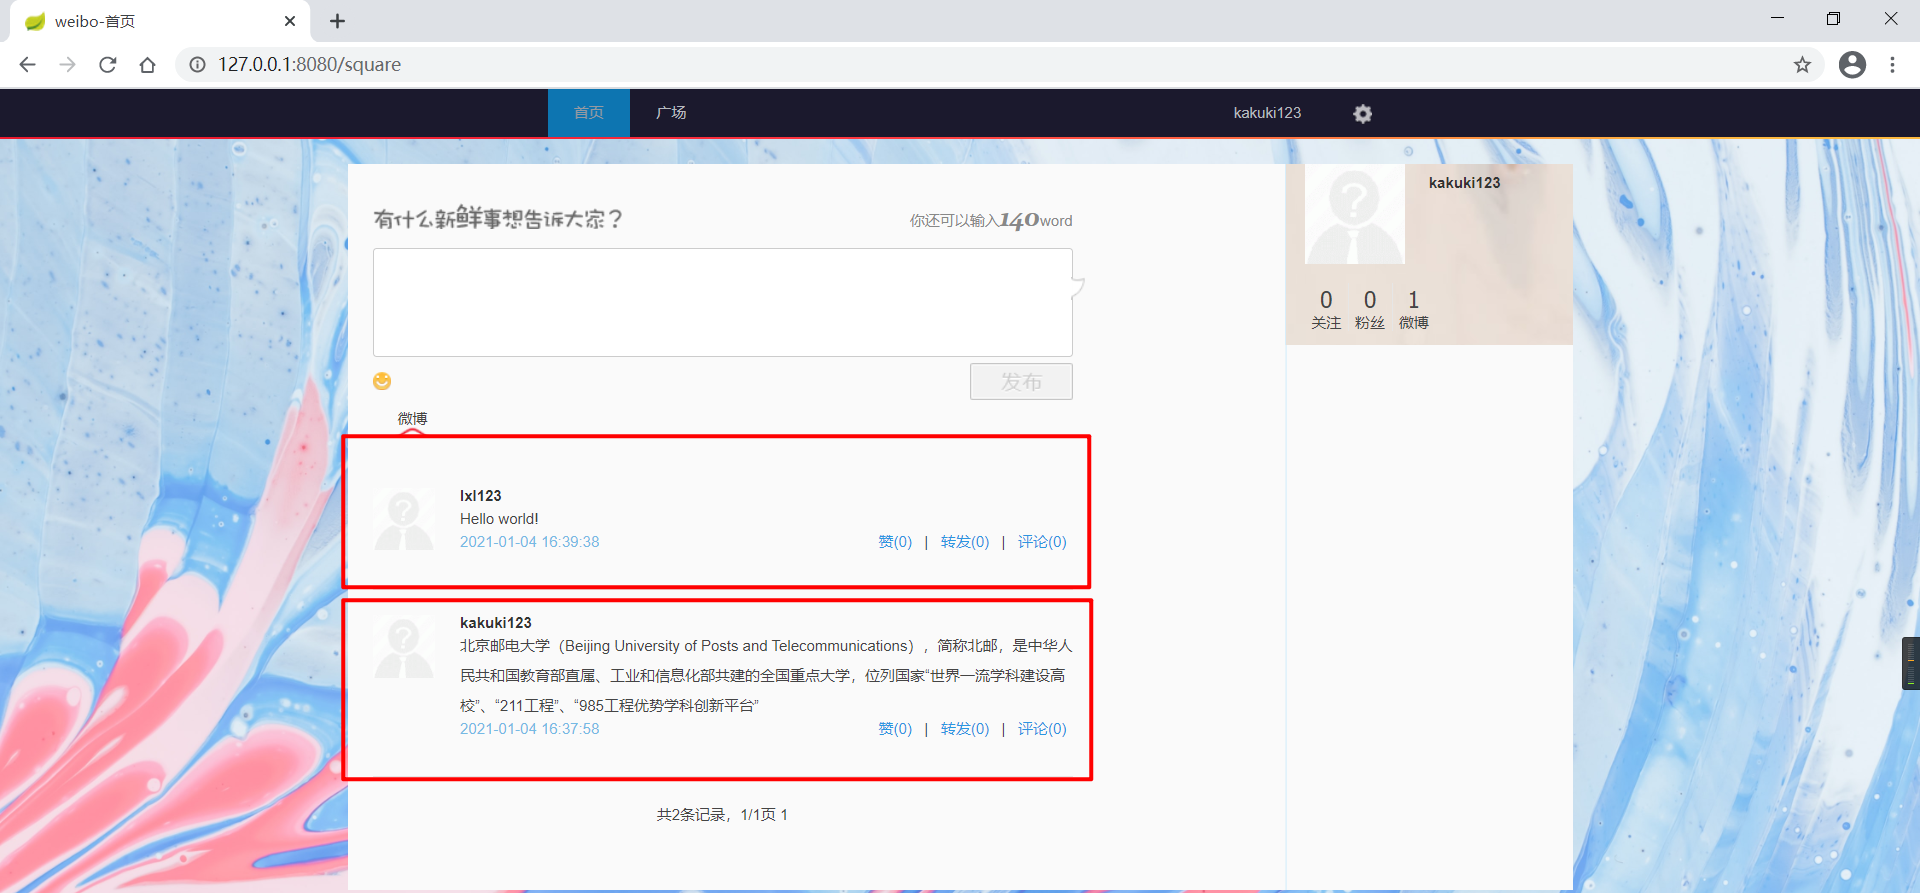 weibo-首页
127.0.0.1:8080/square
首页
广场
kakuki123
有什么新鲜事想告诉大家？
你还可以输入140word
kakuki123
0 0 1
关注 粉丝 微博
发布
微博
lxl123
Hello world!
2021-01-04 16:39:38 赞(0) | 转发(0) | 评论(0)
kakuki123
北京邮电大学（Beijing University of Posts and Telecommunications），简称北邮，是中华人
民共和国教育部直属、工业和信息化部共建的全国重点大学，位列国家“世界一流学科建设高
校”、“211工程”、“985工程优势学科创新平台”
2021-01-04 16:37:58 赞(0) | 转发(0) | 评论(0)
共2条记录，1/1页 1